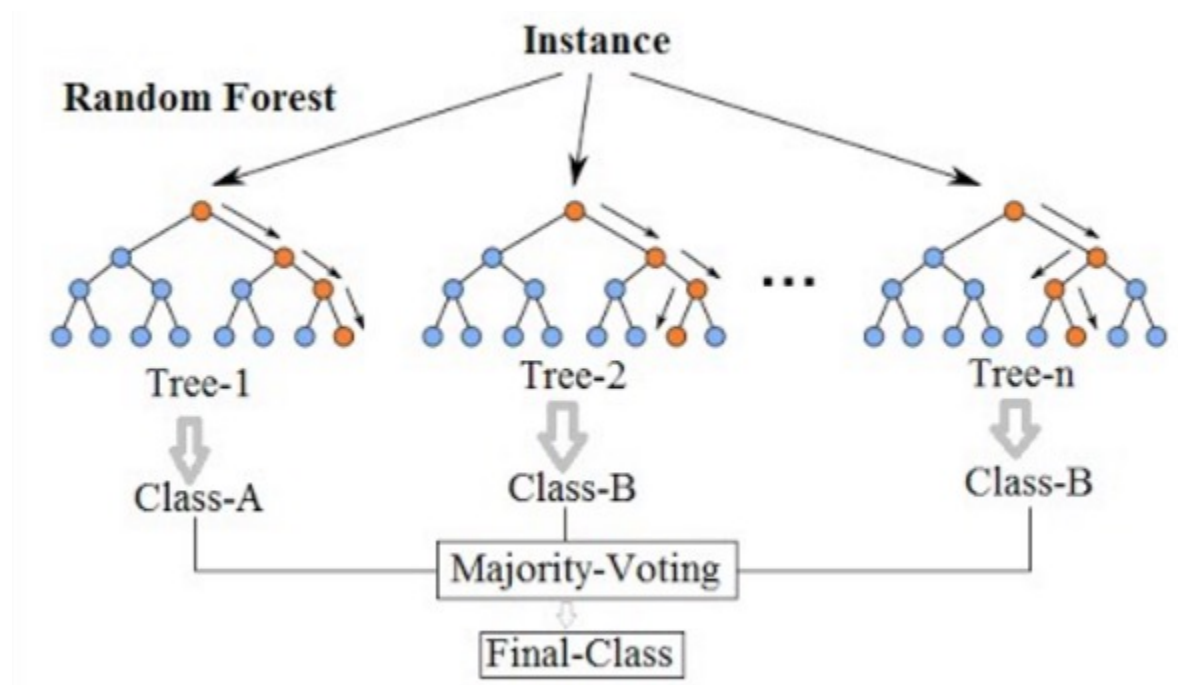 Instance
Random Forest
...
Tree-1
Tree-2
Tree-n
Class-A
Class-B
Class-B
Majority-Voting
Final-Class